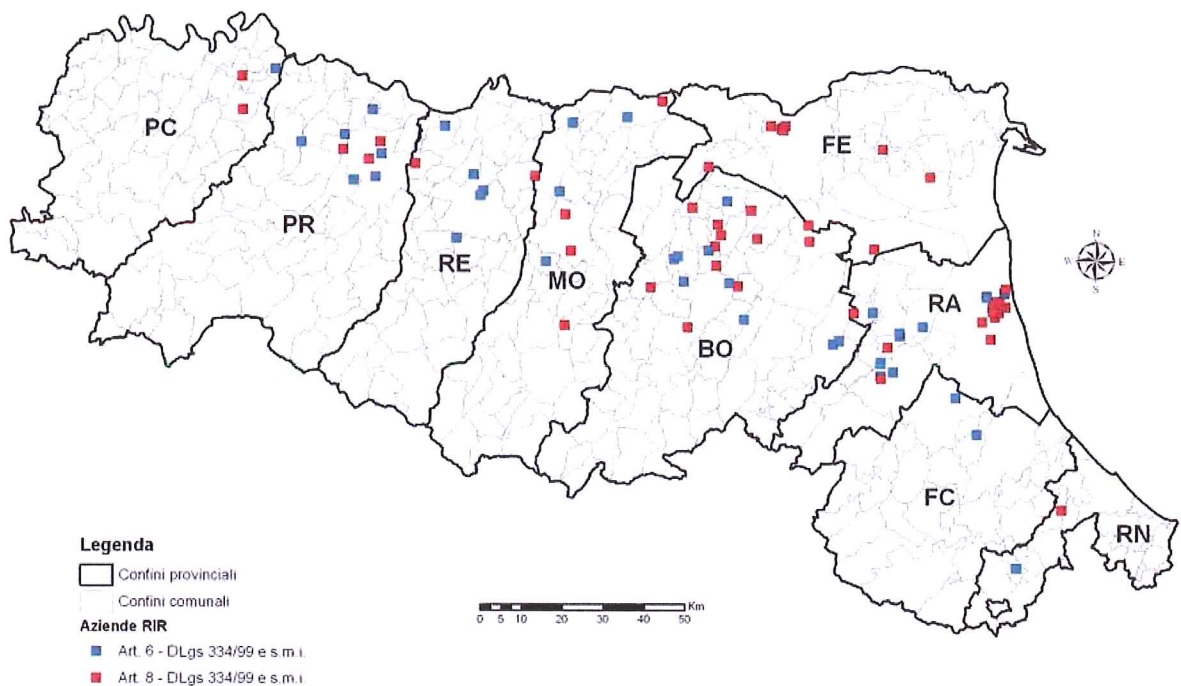 PC
PR
RE
MO
BO
FE
RA
FC
RN
N
W E
S
Legenda
Confini provinciali
Confini comunali
Aziende RIR
Art. 6 - DLgs 334/99 e s.m.i.
Art. 8 - DLgs 334/99 e s.m.i.
Km
0 5 10 20 30 40 50